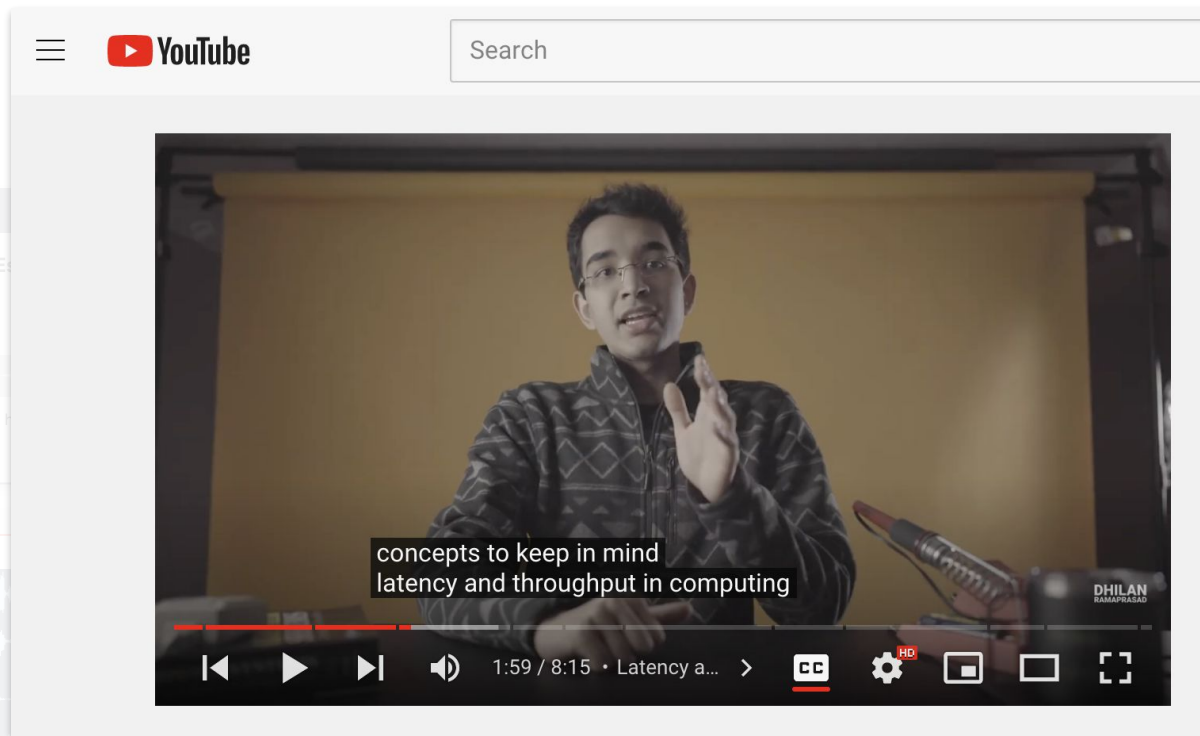 YouTube
Search
concepts to keep in mind
latency and throughput in computing
DHILAN
RAMAPRASAD
1:59 / 8:15 • Latency a...
CC
HD